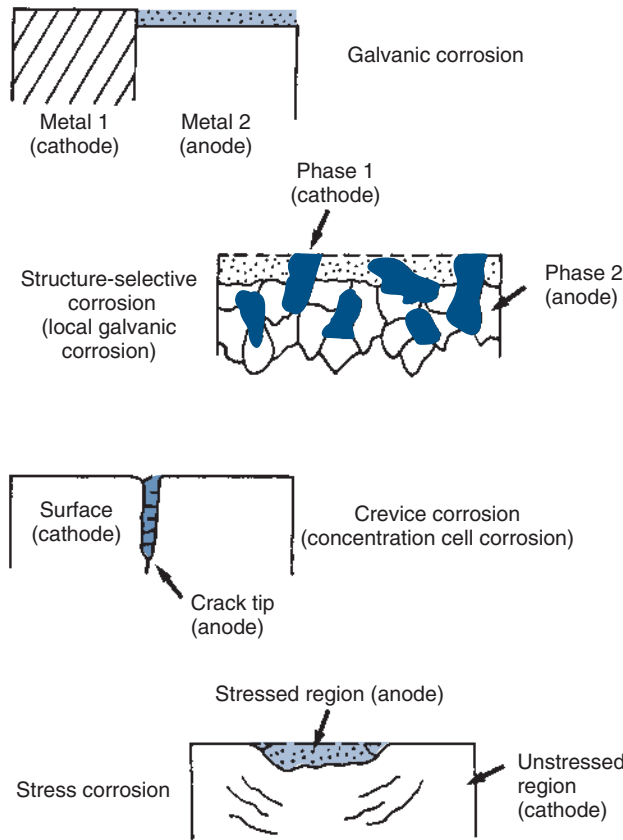 Galvanic corrosion
Metal 1
(cathode)
Metal 2
(anode)
Phase 1
(cathode)
Structure-selective
corrosion
(local galvanic
corrosion)
Phase 2
(anode)
Surface
(cathode)
Crevice corrosion
(concentration cell corrosion)
Crack tip
(anode)
Stressed region (anode)
Stress corrosion
Unstressed
region
(cathode)